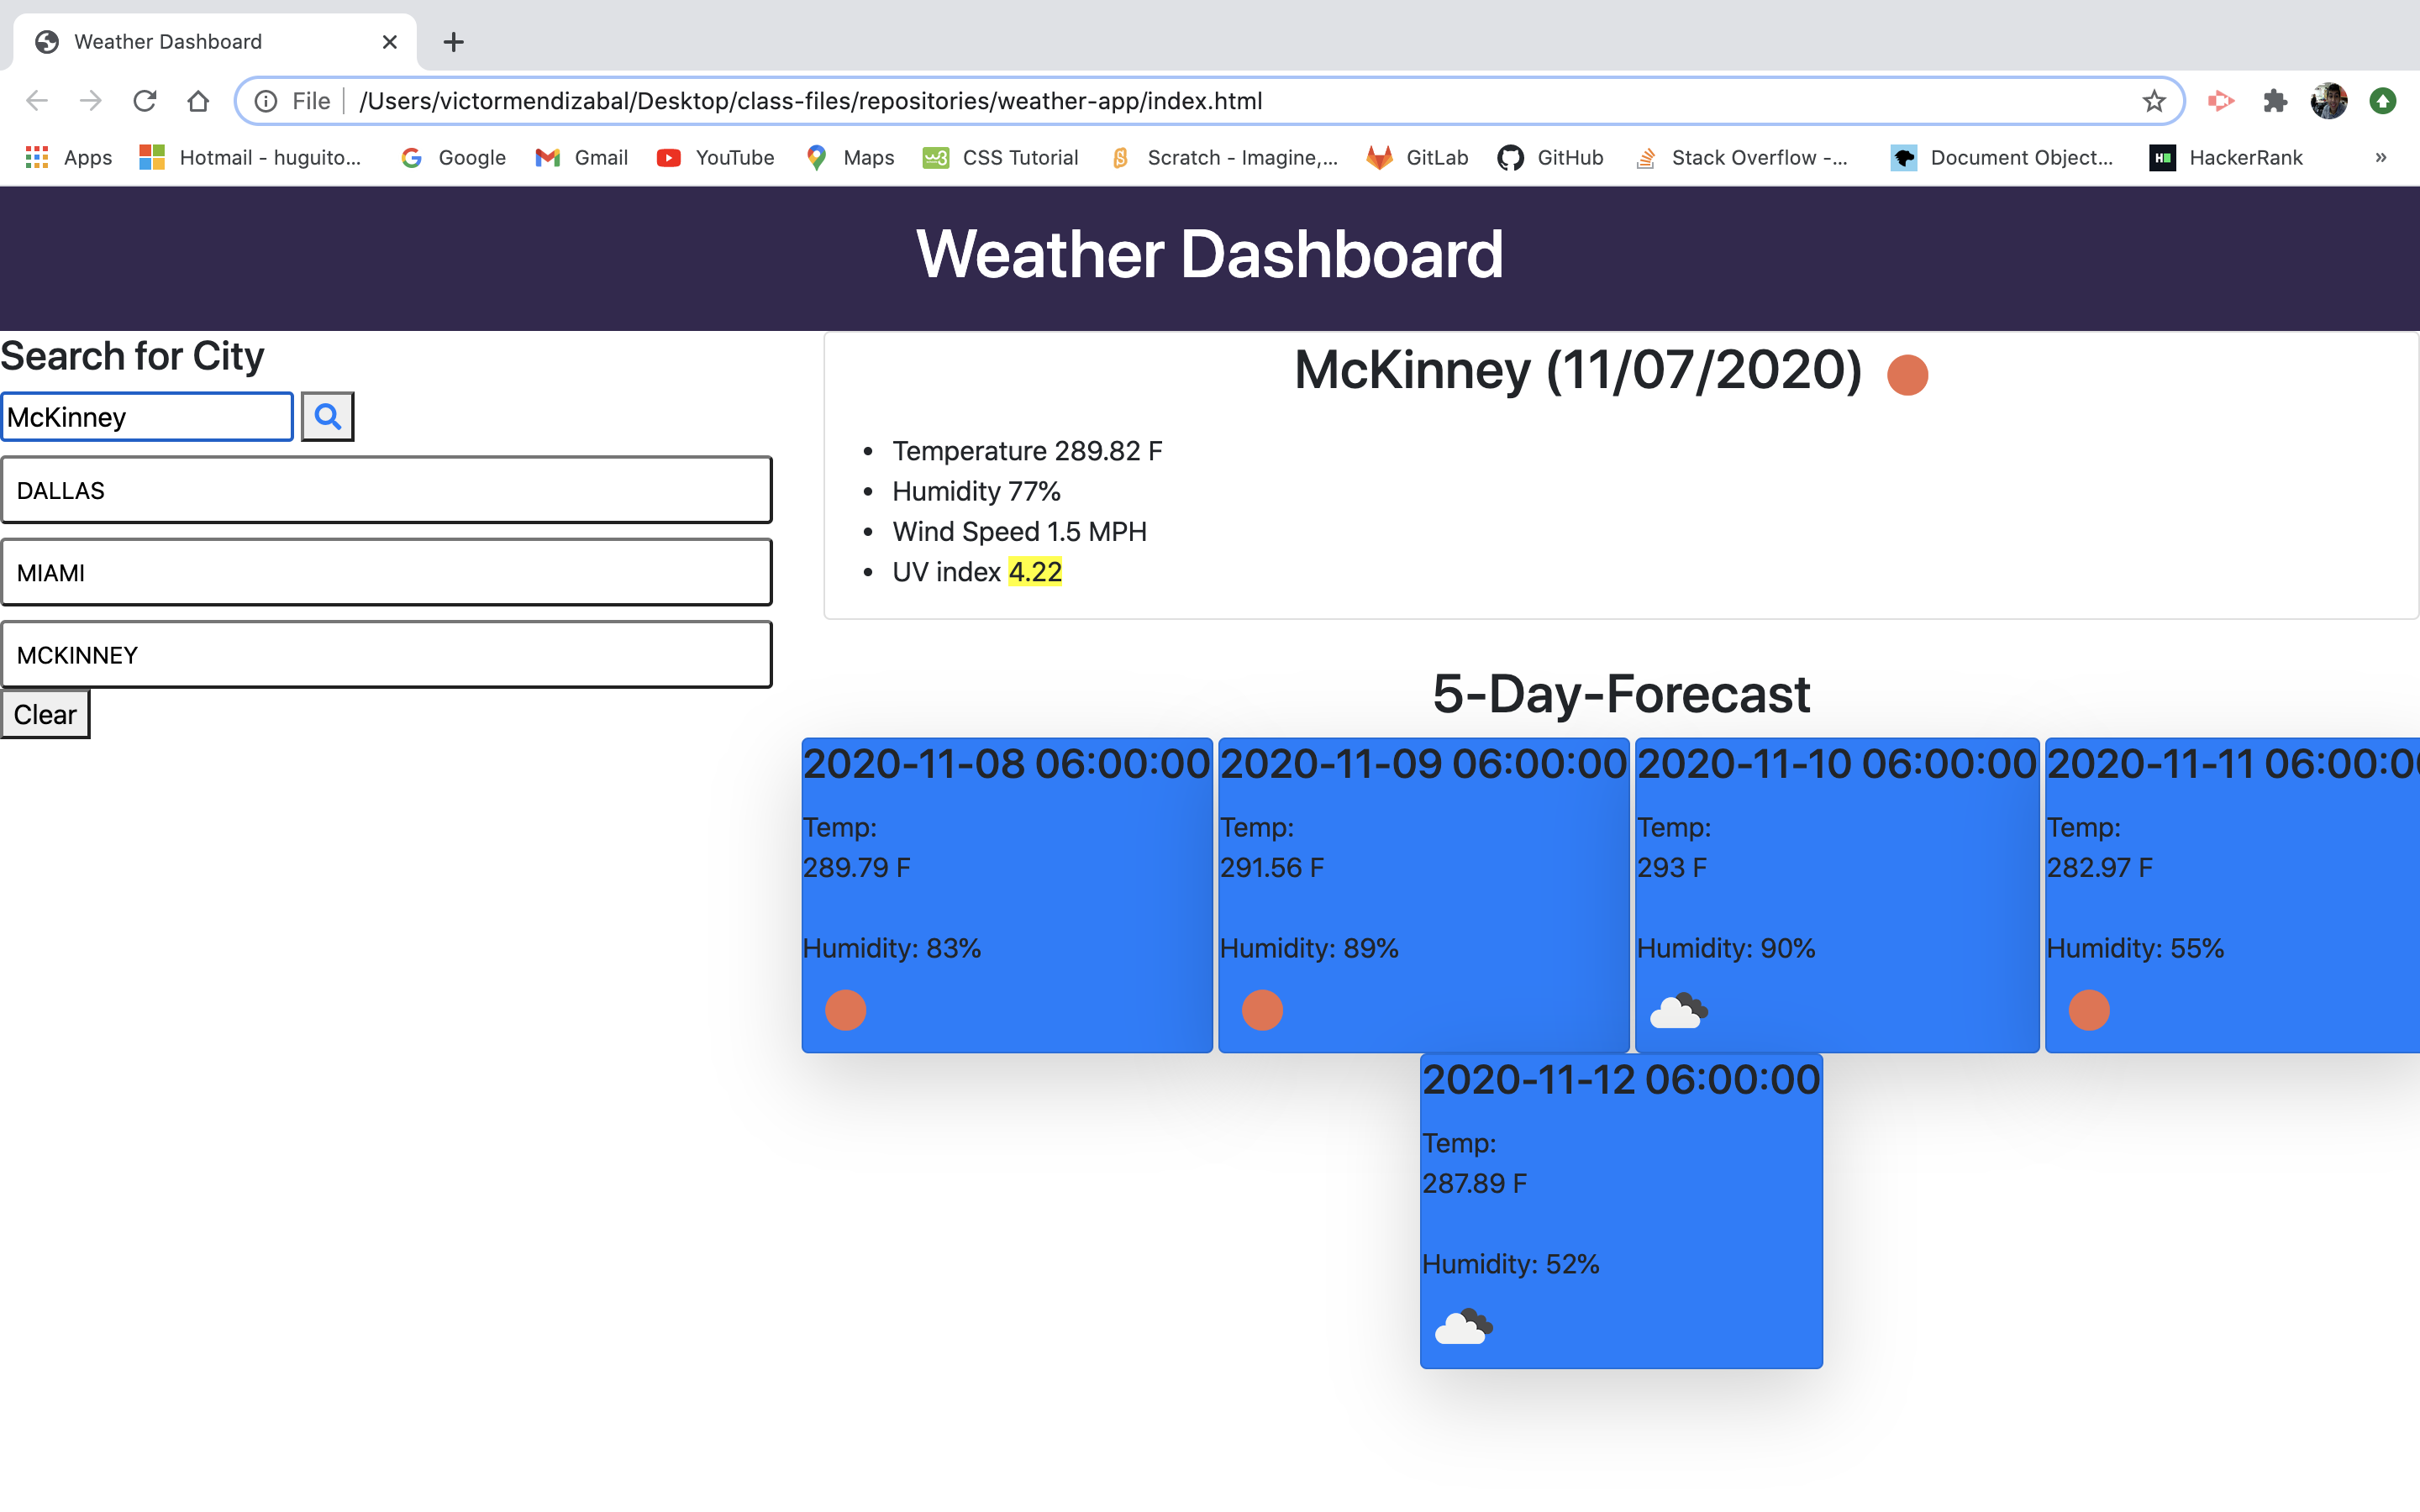 Weather Dashboard
File /Users/victormendizabal/Desktop/class-files/repositories/weather-app/index.html
Apps Hotmail - huguito... Google Gmail YouTube Maps CSS Tutorial Scratch - Imagine,... GitLab GitHub Stack Overflow -... Document Object... HackerRank »
Weather Dashboard
Search for City
McKinney
DALLAS
MIAMI
MCKINNEY
Clear
McKinney (11/07/2020)
• Temperature 289.82 F
• Humidity 77%
• Wind Speed 1.5 MPH
• UV index 4.22
5-Day-Forecast
2020-11-08 06:00:00
Temp:
289.79 F
Humidity: 83%
2020-11-09 06:00:00
Temp:
291.56 F
Humidity: 89%
2020-11-10 06:00:00
Temp:
293 F
Humidity: 90%
2020-11-11 06:00:00
Temp:
282.97 F
Humidity: 55%
2020-11-12 06:00:00
Temp:
287.89 F
Humidity: 52%